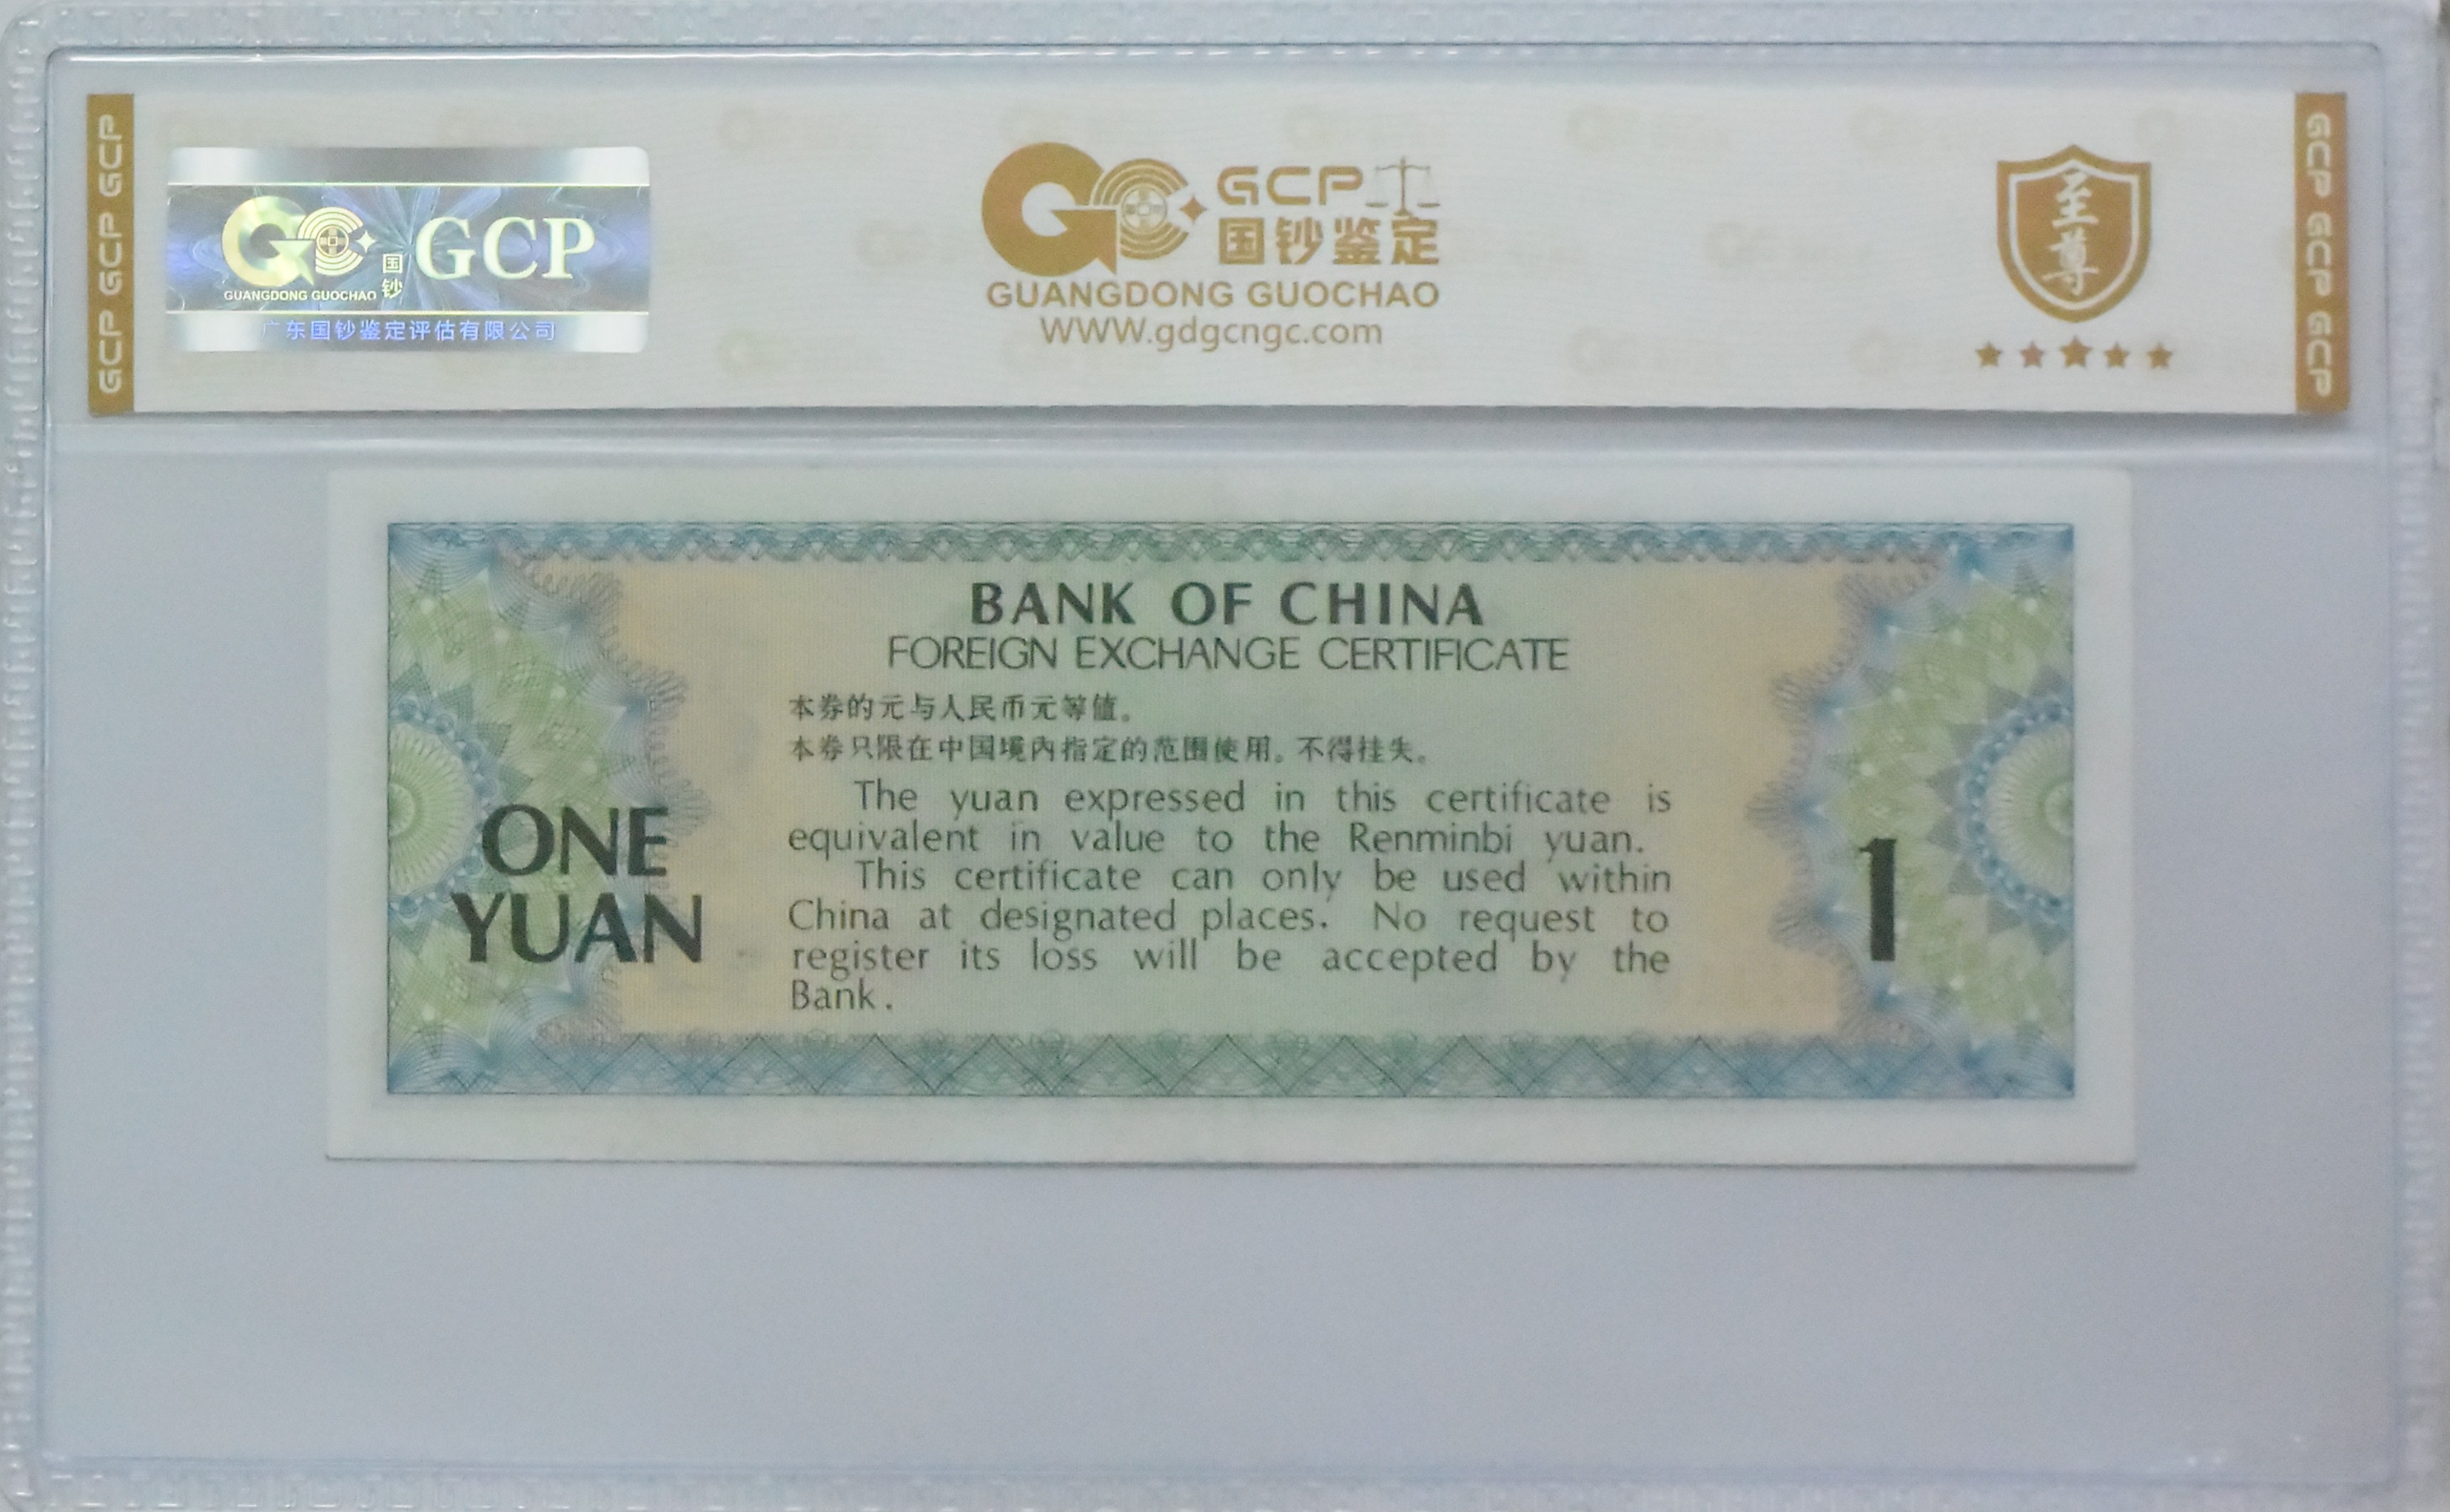 GCP GCP GCP
GCP
国钞
GUANGDONG GUOCHAO
广东国钞鉴定评估有限公司
GCP
国钞鉴定
GUANGDONG GUOCHAO
WWW.gdgcngc.com
至尊
GCP GCP GCP
BANK OF CHINA
FOREIGN EXCHANGE CERTIFICATE
本券的元与人民币元等值。
本券只限在中国境内指定的范围使用。不得挂失。
The yuan expressed in this certificate is
equivalent in value to the Renminbi yuan.
This certificate can only be used within
China at designated places. No request to
register its loss will be accepted by the
Bank.
ONE
YUAN
1